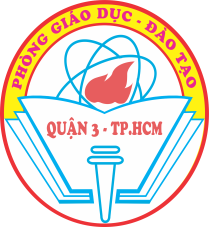 PHÒNG GIÁO DỤC - ĐÀO TẠO
QUẬN 3 - TP.HCM